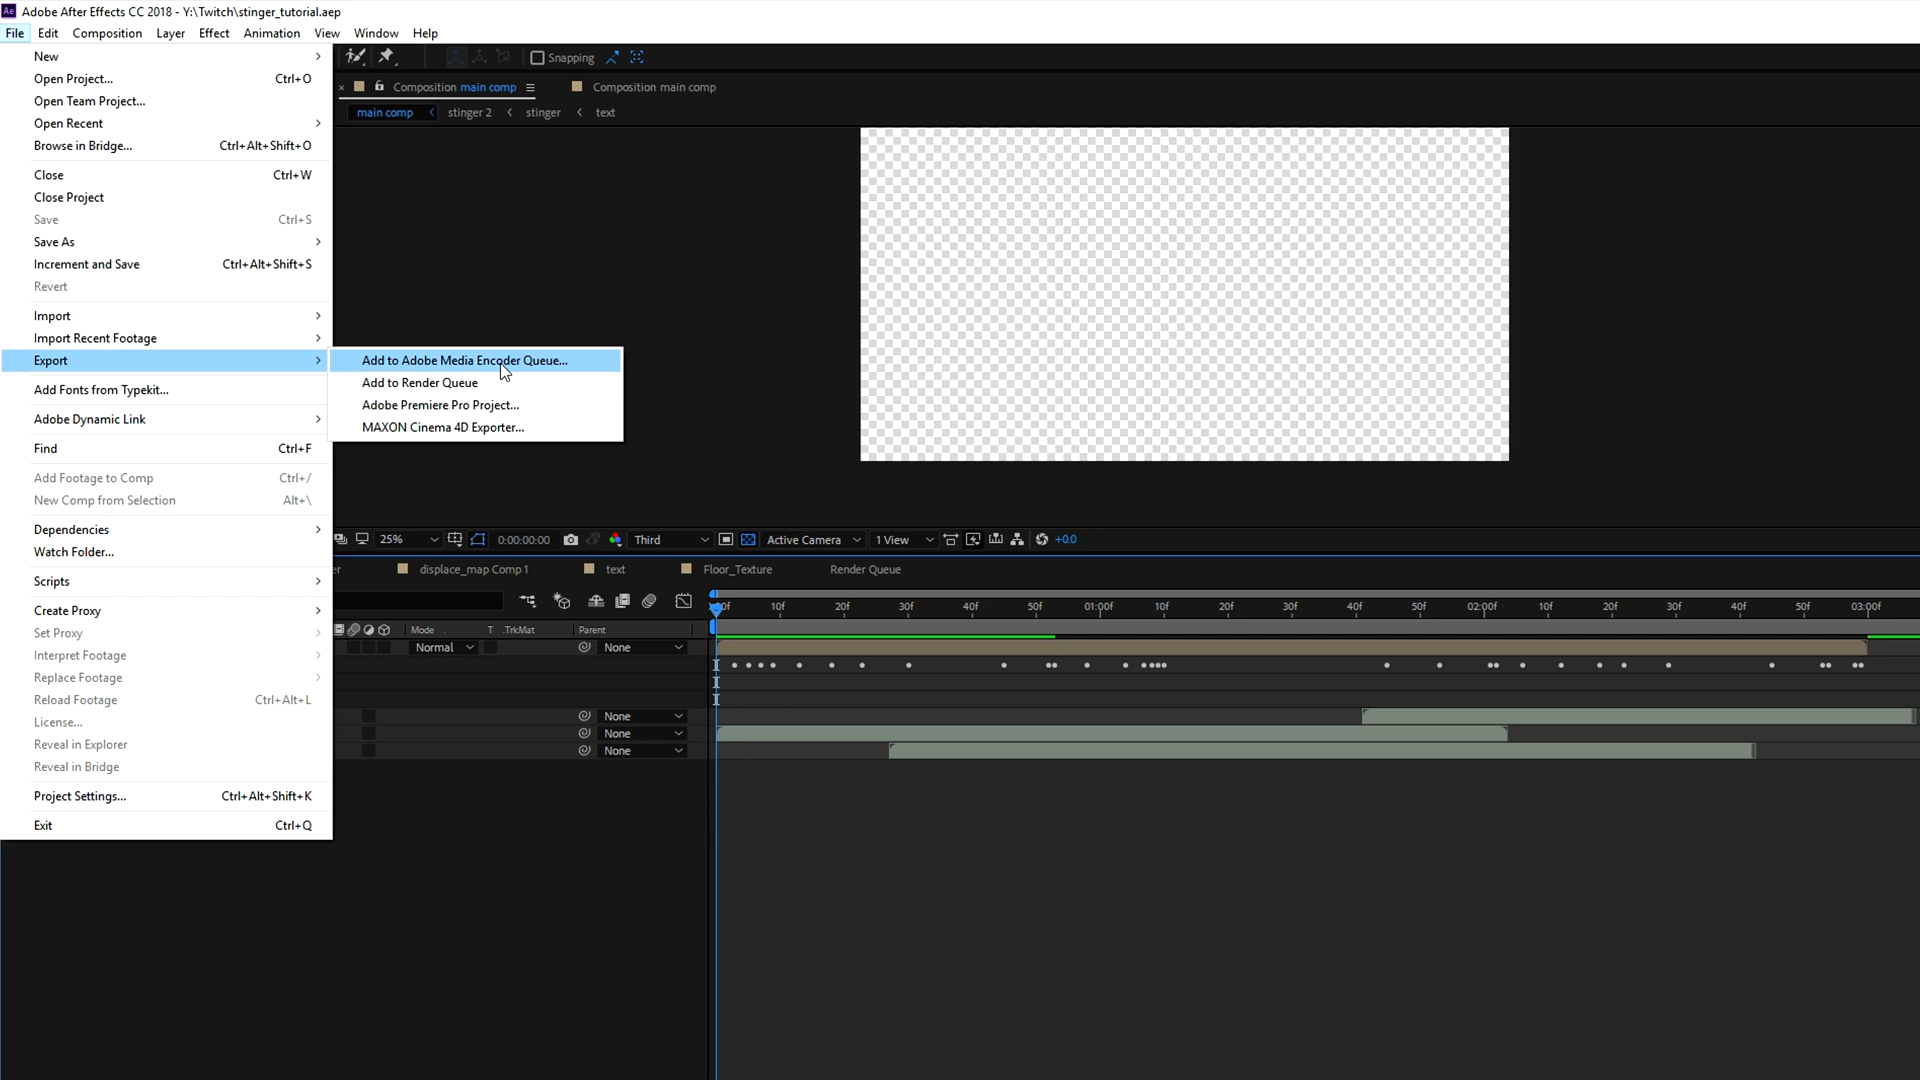 Ae Adobe After Effects CC 2018 - Y:\Twitch\stinger_tutorial.aep
File Edit Composition Layer Effect Animation View Window Help
Snapping
New
Open Project... Ctrl+O
Open Team Project...
Open Recent
Browse in Bridge... Ctrl+Alt+Shift+O
Close Ctrl+W
Close Project
Save Ctrl+S
Save As
Increment and Save Ctrl+Alt+Shift+S
Revert
Import
Import Recent Footage
Export
Add Fonts from Typekit...
Adobe Dynamic Link
Find Ctrl+F
Add Footage to Comp Ctrl+/
New Comp from Selection Alt+\
Dependencies
Watch Folder...
Scripts
Create Proxy
Set Proxy
Interpret Footage
Replace Footage
Reload Footage Ctrl+Alt+L
License...
Reveal in Explorer
Reveal in Bridge
Project Settings... Ctrl+Alt+Shift+K
Exit Ctrl+Q
Add to Adobe Media Encoder Queue...
Add to Render Queue
Adobe Premiere Pro Project...
MAXON Cinema 4D Exporter...
Composition main comp Composition main comp
main comp stinger 2 stinger text
25% 0:00:00:00 Third Active Camera 1 View +0.0
er displace_map Comp 1 text Floor_Texture Render Queue
10f 20f 30f 40f 50f 01:00f 10f 20f 30f 40f 50f 02:00f 10f 20f 30f 40f 50f 03:00f
Mode T .TrkMat Parent
Normal None
None
None
None